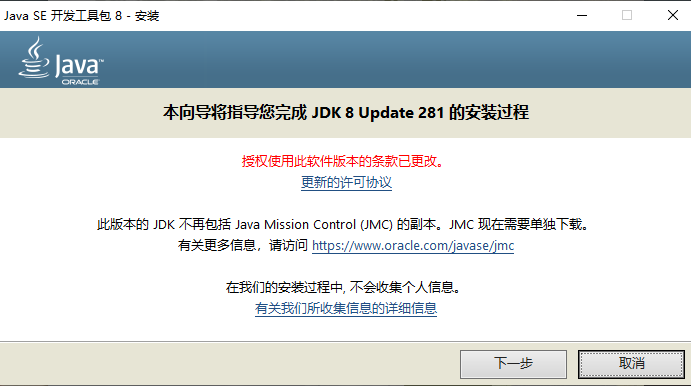 Java SE 开发工具包 8 - 安装
Java™
ORACLE
本向导将指导您完成 JDK 8 Update 281 的安装过程
授权使用此软件版本的条款已更改。
更新的许可协议
此版本的 JDK 不再包括 Java Mission Control (JMC) 的副本。JMC 现在需要单独下载。
有关更多信息，请访问 https://www.oracle.com/javase/jmc
在我们的安装过程中, 不会收集个人信息。
有关我们所收集信息的详细信息
下一步
取消